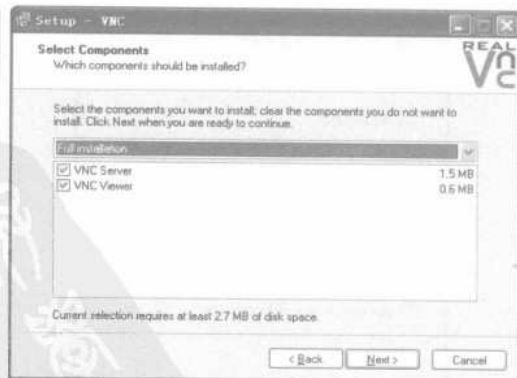 Setup - VNC
Select Components
Which components should be installed?
REAL
VNC
Select the components you want to install; clear the components you do not want to
install. Click Next when you are ready to continue.
Full installation
VNC Server 1.5 MB
VNC Viewer 0.6 MB
Current selection requires at least 2.7 MB of disk space.
< Back Next > Cancel